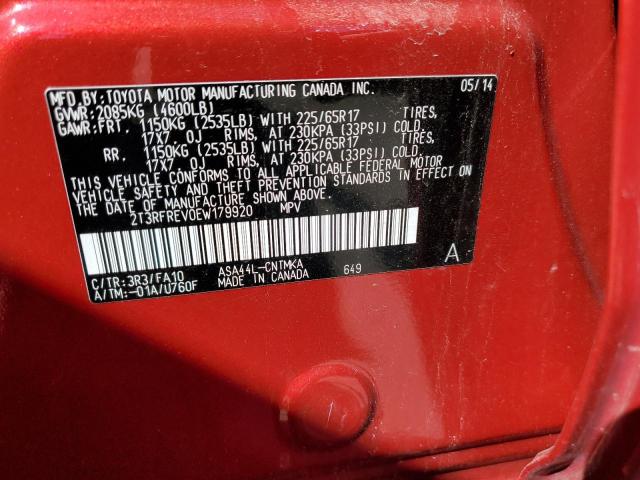 MFD. BY: TOYOTA MOTOR MANUFACTURING CANADA INC. 05/14
GVWR: 2085KG (4600LB)
GAWR: FRT. 1150KG (2535LB) WITH 225/65R17 TIRES,
17X7 0J RIMS, AT 230KPA (33PSI) COLD.
RR. 1150KG (2535LB) WITH 225/65R17 TIRES,
17X7 0J RIMS, AT 230KPA (33PSI) COLD.
THIS VEHICLE CONFORMS TO ALL APPLICABLE FEDERAL MOTOR
VEHICLE SAFETY AND THEFT PREVENTION STANDARDS IN EFFECT ON
THE DATE OF MANUFACTURE SHOWN ABOVE.
2T3RFREV0EW179920 MPV
A
C/TR:3R3/FA10 ASA44L-CNTMKA 649
A/TM:-01A/U760F MADE IN CANADA